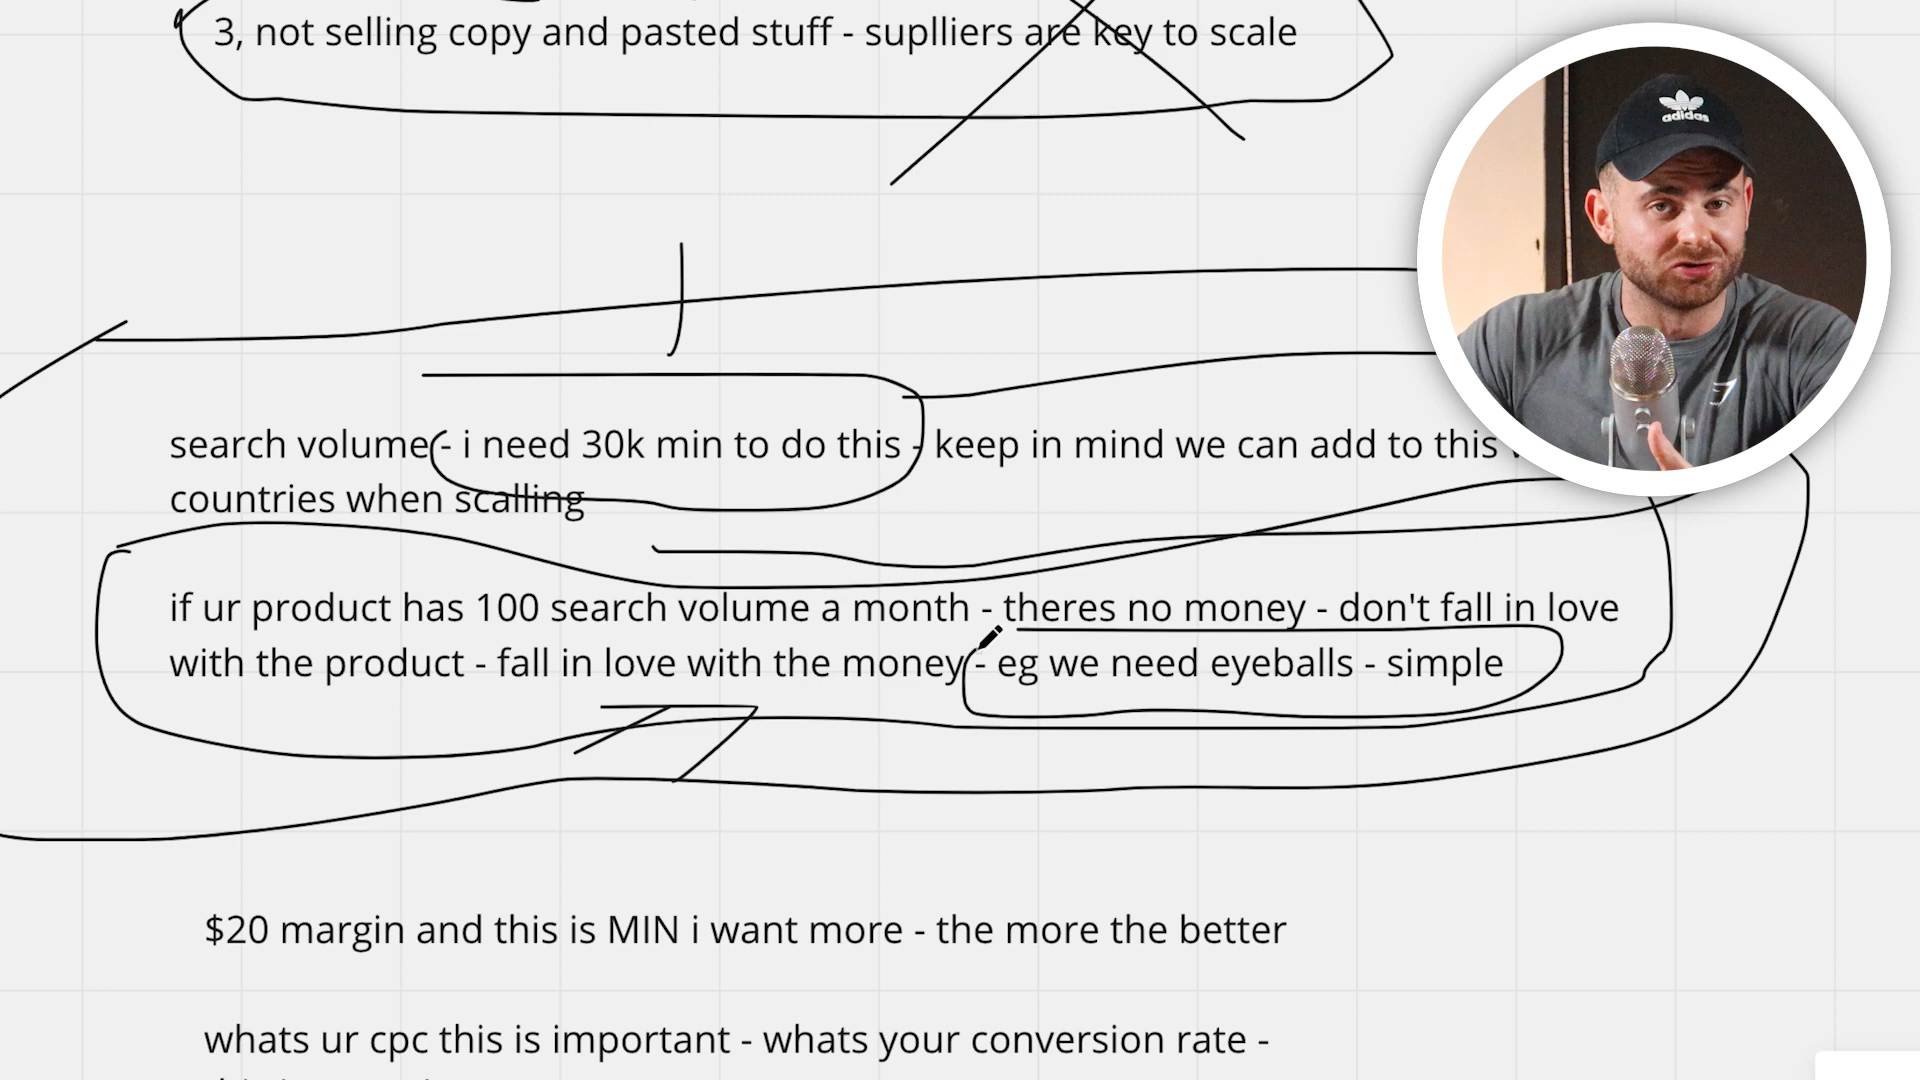 3, not selling copy and pasted stuff - suplliers are key to scale
adidas
search volume - i need 30k min to do this - keep in mind we can add to this
countries when scalling
if ur product has 100 search volume a month - theres no money - don't fall in love
with the product - fall in love with the money - eg we need eyeballs - simple
$20 margin and this is MIN i want more - the more the better
whats ur cpc this is important - whats your conversion rate -